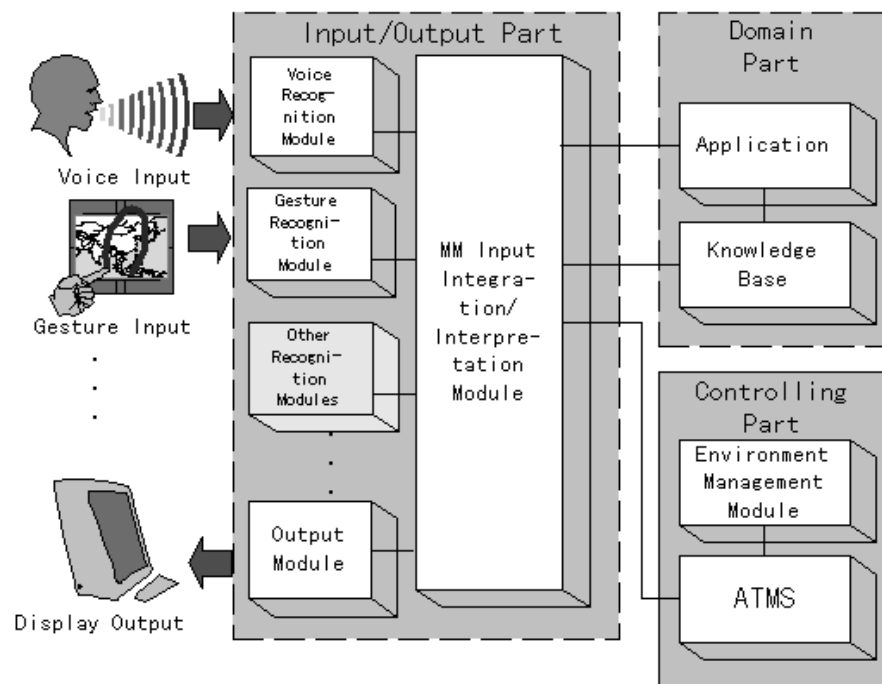 Input/Output Part
Voice
Recog-
nition
Module
Voice Input
Gesture
Recogni-
tion
Module
Gesture Input
Other
Recogni-
tion
Modules
Output
Module
Display Output
MM Input
Integra-
tion/
Interpre-
tation
Module
Domain
Part
Application
Knowledge
Base
Controlling
Part
Environment
Management
Module
ATMS